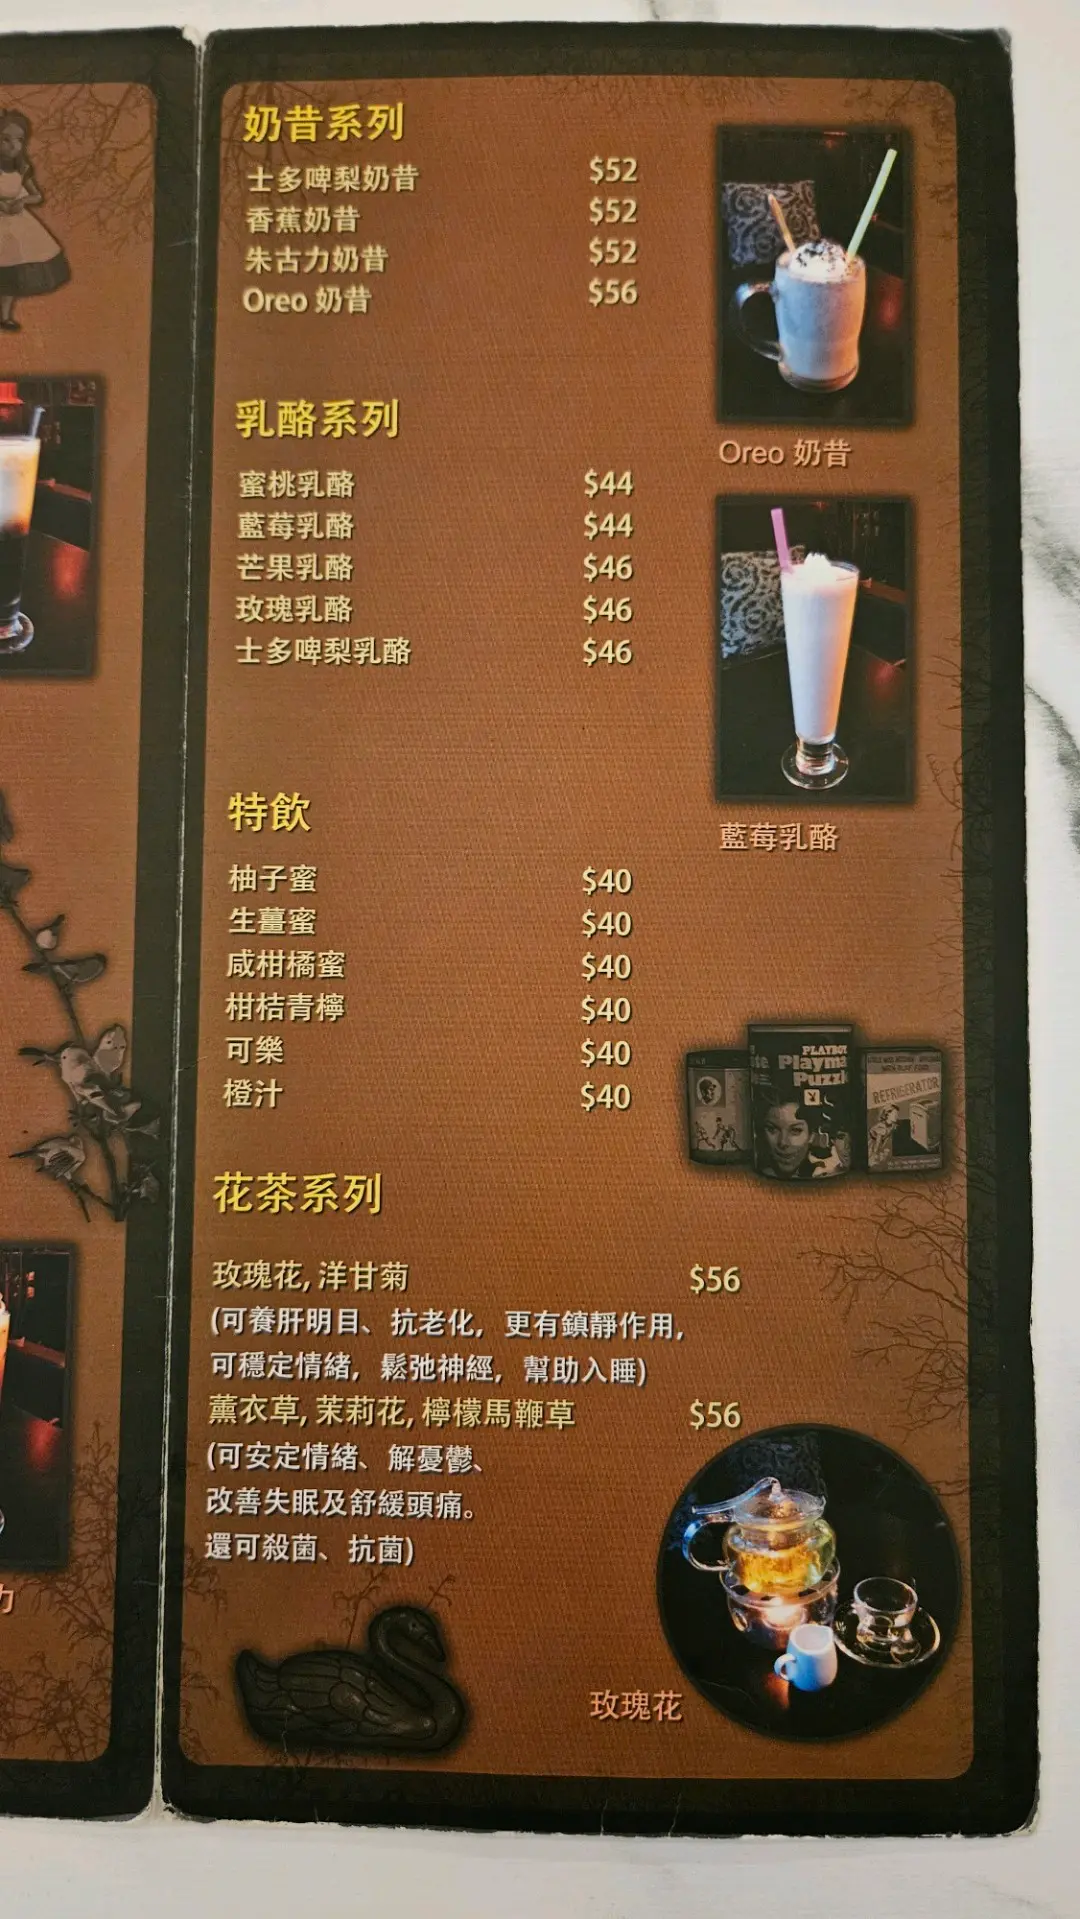 奶昔系列
士多啤梨奶昔 $52
香蕉奶昔 $52
朱古力奶昔 $52
Oreo 奶昔 $56
Oreo 奶昔
乳酪系列
蜜桃乳酪 $44
藍莓乳酪 $44
芒果乳酪 $46
玫瑰乳酪 $46
士多啤梨乳酪 $46
藍莓乳酪
特飲
柚子蜜 $40
生薑蜜 $40
咸柑橘蜜 $40
柑桔青檸 $40
可樂 $40
橙汁 $40
PLAYBOY
Playma
Puzzl
REFRIGERATOR
花茶系列
玫瑰花, 洋甘菊 $56
(可養肝明目、抗老化, 更有鎮靜作用,
可穩定情緒, 鬆弛神經, 幫助入睡)
薰衣草, 茉莉花, 檸檬馬鞭草 $56
(可安定情緒、解憂鬱、
改善失眠及舒緩頭痛。
還可殺菌、抗菌)
玫瑰花
力